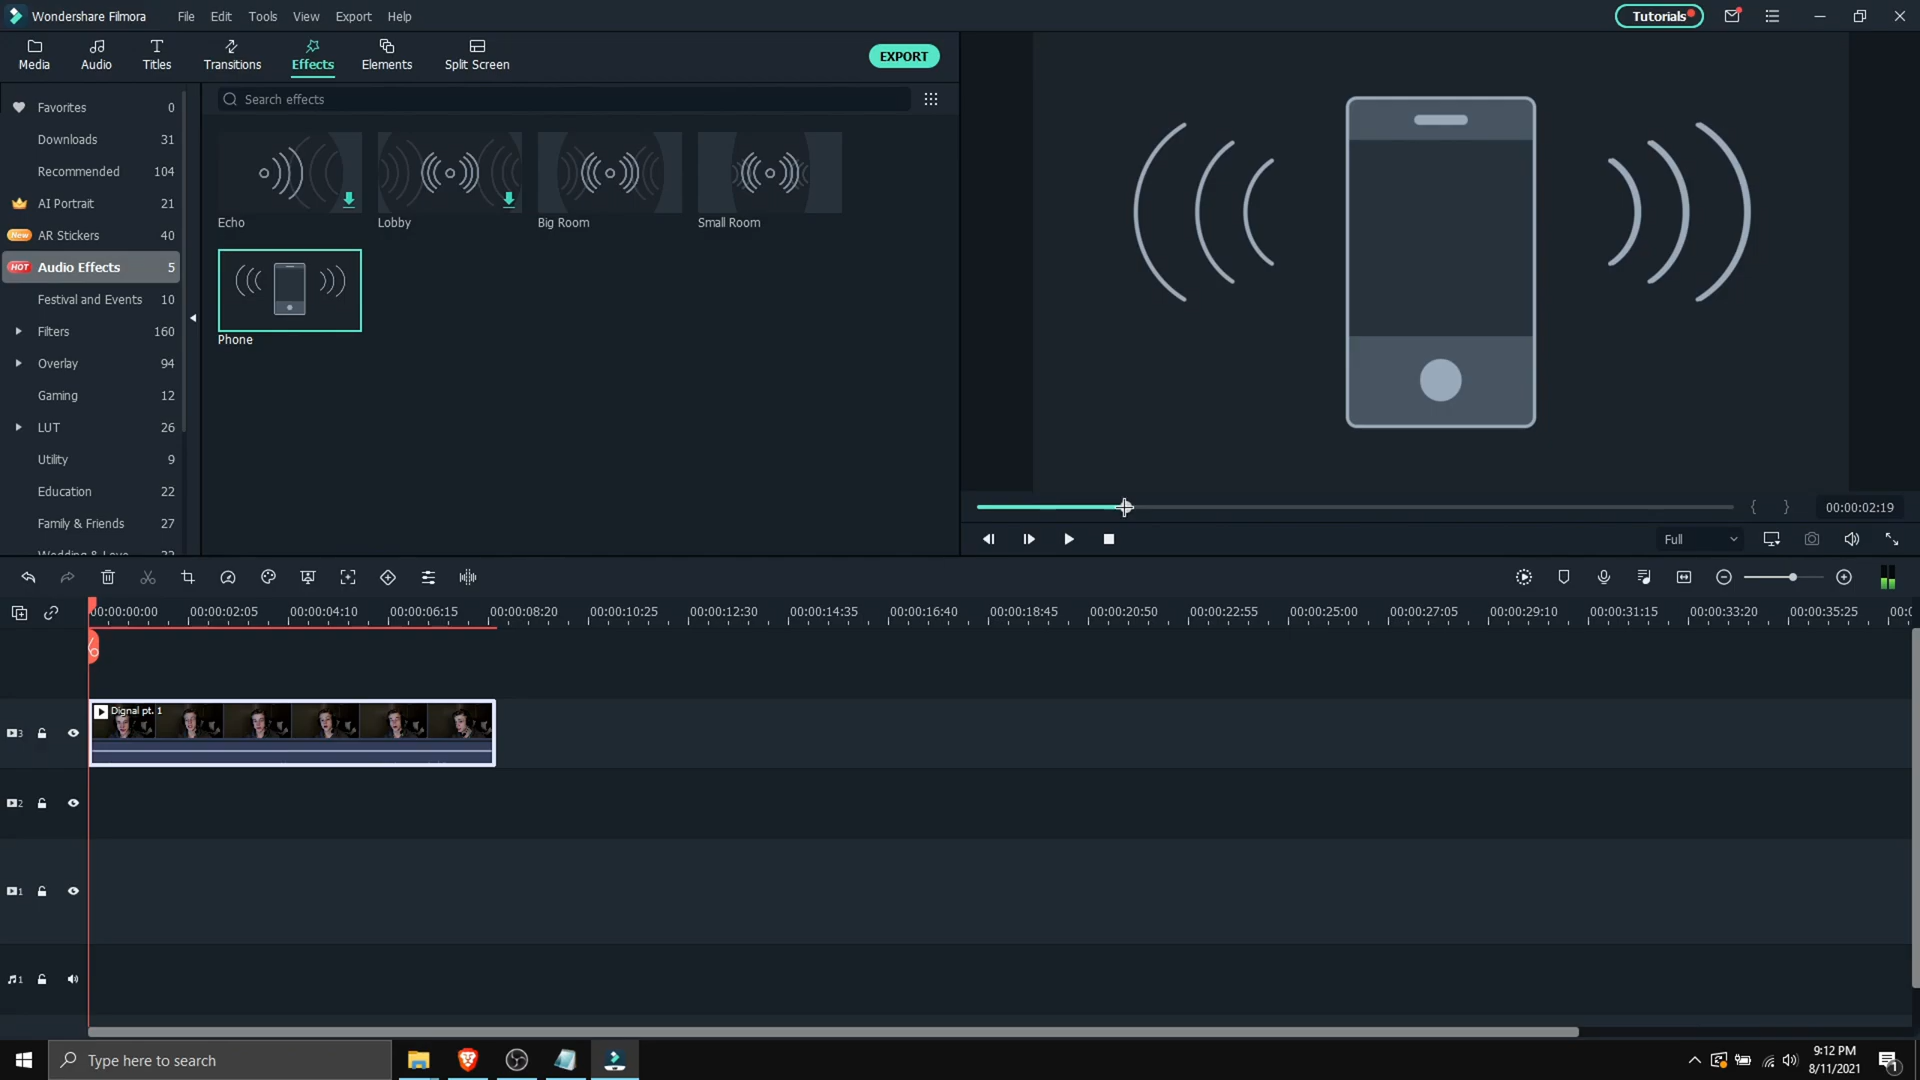 Wondershare Filmora
File Edit Tools View Export Help
Tutorials
Media Audio Titles Transitions Effects Elements Split Screen
EXPORT
Search effects
Favorites 0
Downloads 31
Recommended 104
AI Portrait 21
New AR Stickers 40
HOT Audio Effects 5
Festival and Events 10
Filters 160
Overlay 94
Gaming 12
LUT 26
Utility 9
Education 22
Family & Friends 27
Wedding & Love
Echo Lobby Big Room Small Room
Phone
{ } 00:00:02:19
Full
00:00:00:00 00:00:02:05 00:00:04:10 00:00:06:15 00:00:08:20 00:00:10:25 00:00:12:30 00:00:14:35 00:00:16:40 00:00:18:45 00:00:20:50 00:00:22:55 00:00:25:00 00:00:27:05 00:00:29:10 00:00:31:15 00:00:33:20 00:00:35:25
Dignal pt. 1
3
2
1
1
Type here to search
9:12 PM
8/11/2021
1